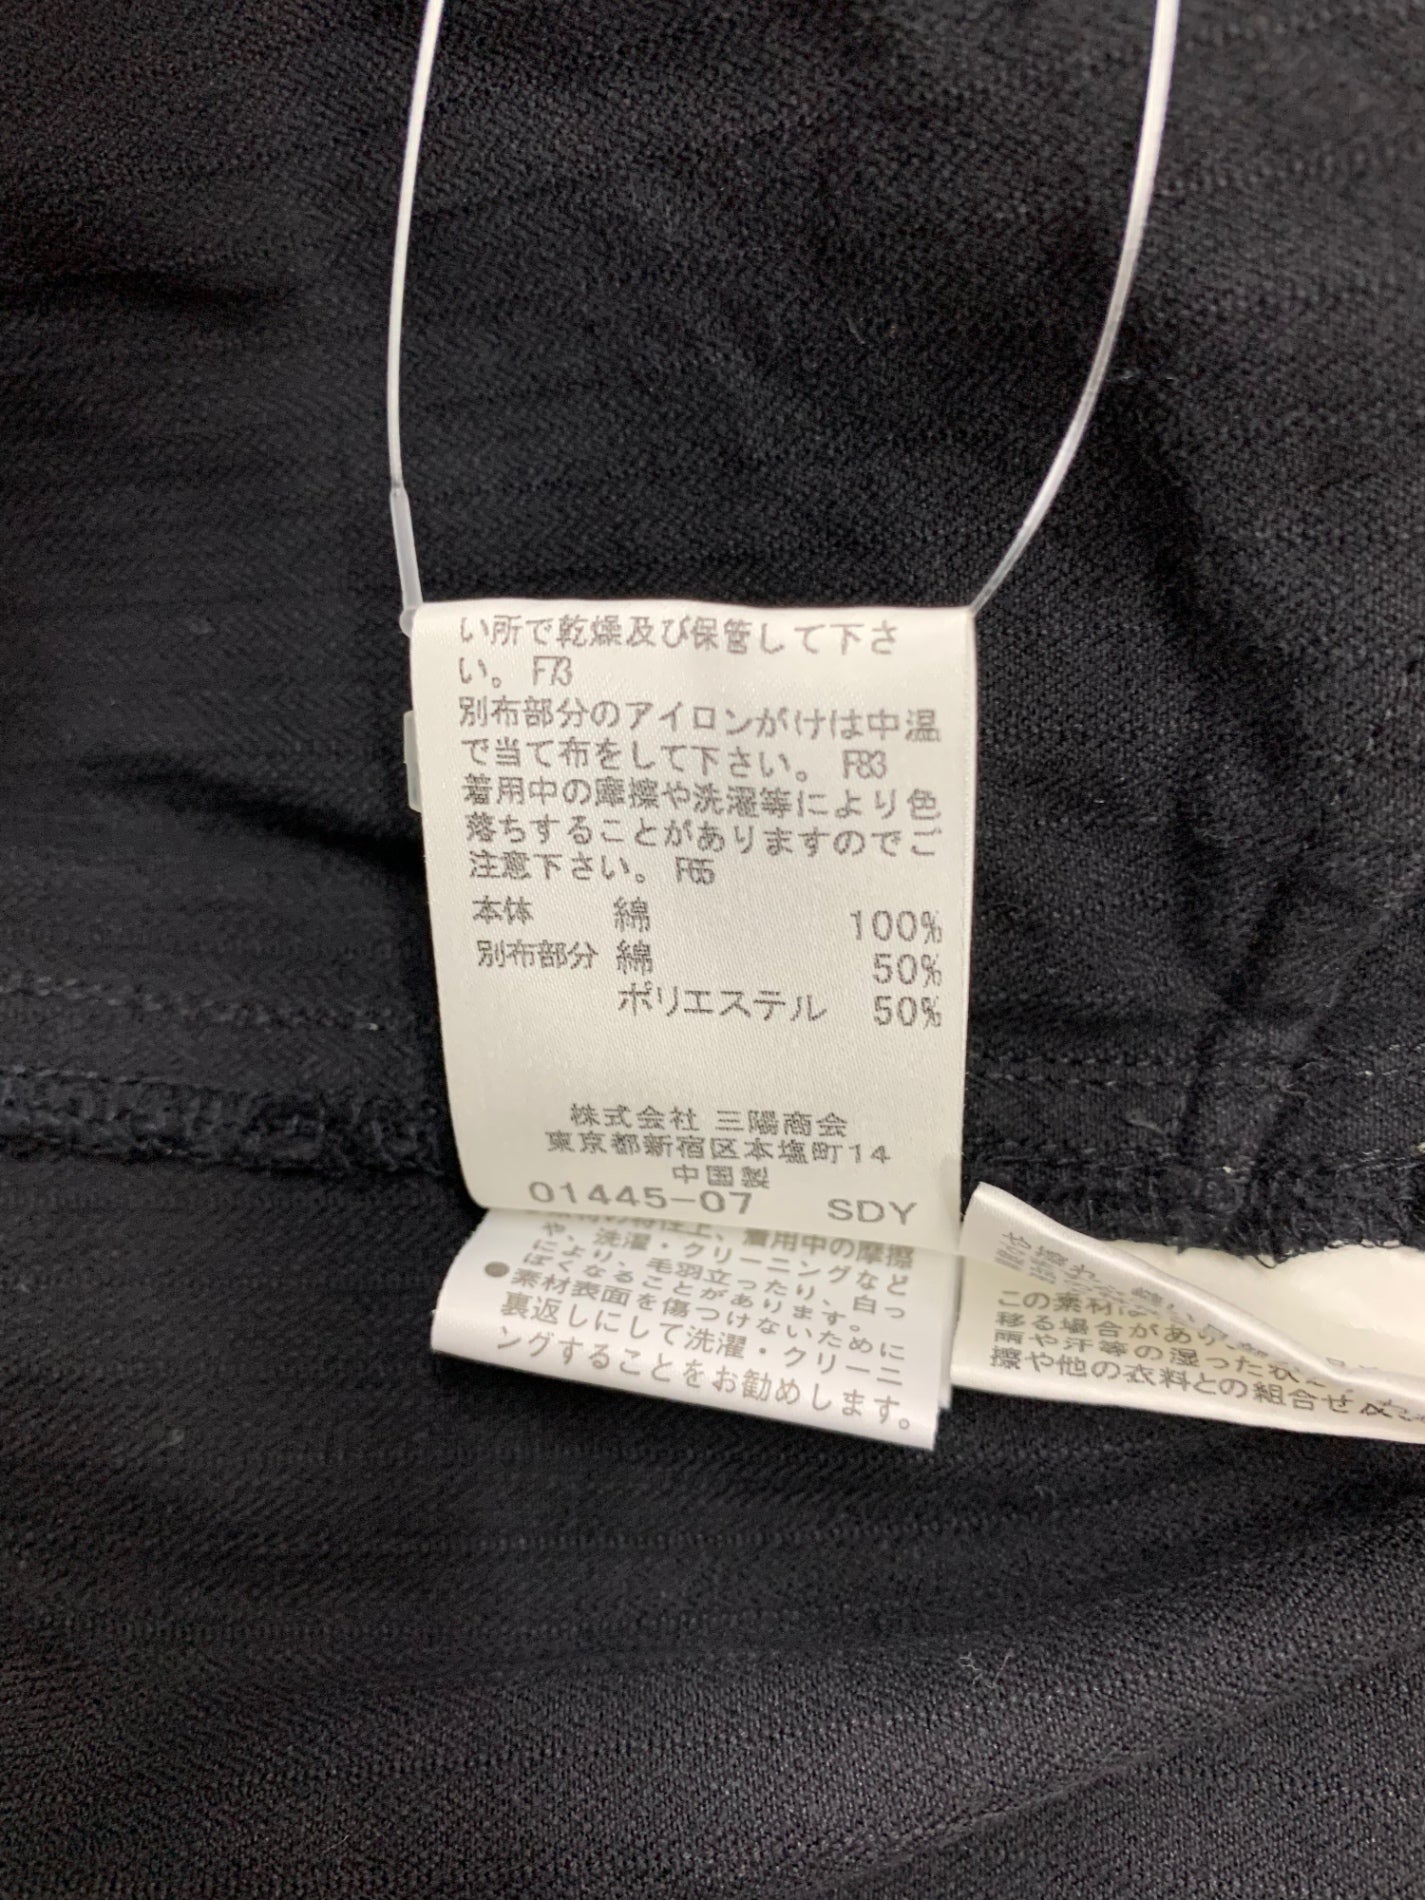 い所で乾燥及び保管して下さ
い。 F73
別布部分のアイロンがけは中温
で当て布をして下さい。 F83
着用中の摩擦や洗濯等により色
落ちすることがありますのでご
注意下さい。 F65
本体 綿 100%
別布部分 綿 50%
ポリエステル 50%
株式会社 三陽商会
東京都新宿区本塩町14
中国製
01445-07 SDY
の特性上、着用中の摩擦
や、洗濯・クリーニングなど
により、毛羽立ったり、白っ
ぽくなることがあります。
●素材表面を傷つけないために
裏返しにして洗濯・クリーニ
ングすることをお勧めします。
この素材は
移る場合があり
雨や汗等の湿った状
擦や他の衣料との組合せ